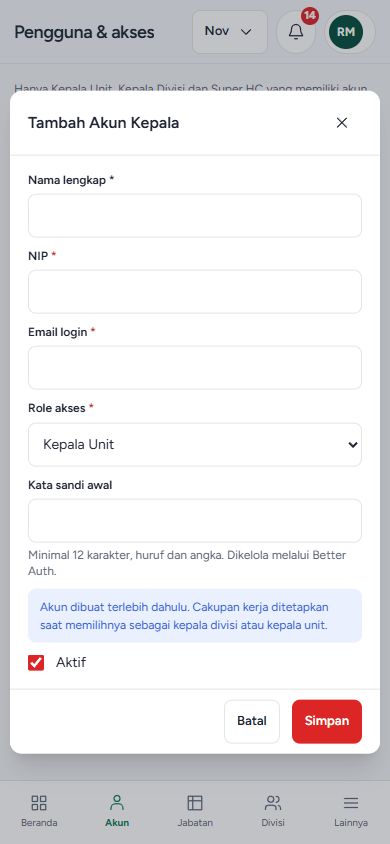 Pengguna & akses
Nov
14
RM
Hanya Kepala Unit, Kepala Divisi dan Super HC yang memiliki akun
Tambah Akun Kepala
Nama lengkap *
NIP *
Email login *
Role akses *
Kepala Unit
Kata sandi awal
Minimal 12 karakter, huruf dan angka. Dikelola melalui Better
Auth.
Akun dibuat terlebih dahulu. Cakupan kerja ditetapkan
saat memilihnya sebagai kepala divisi atau kepala unit.
Aktif
Batal
Simpan
Beranda
Akun
Jabatan
Divisi
Lainnya